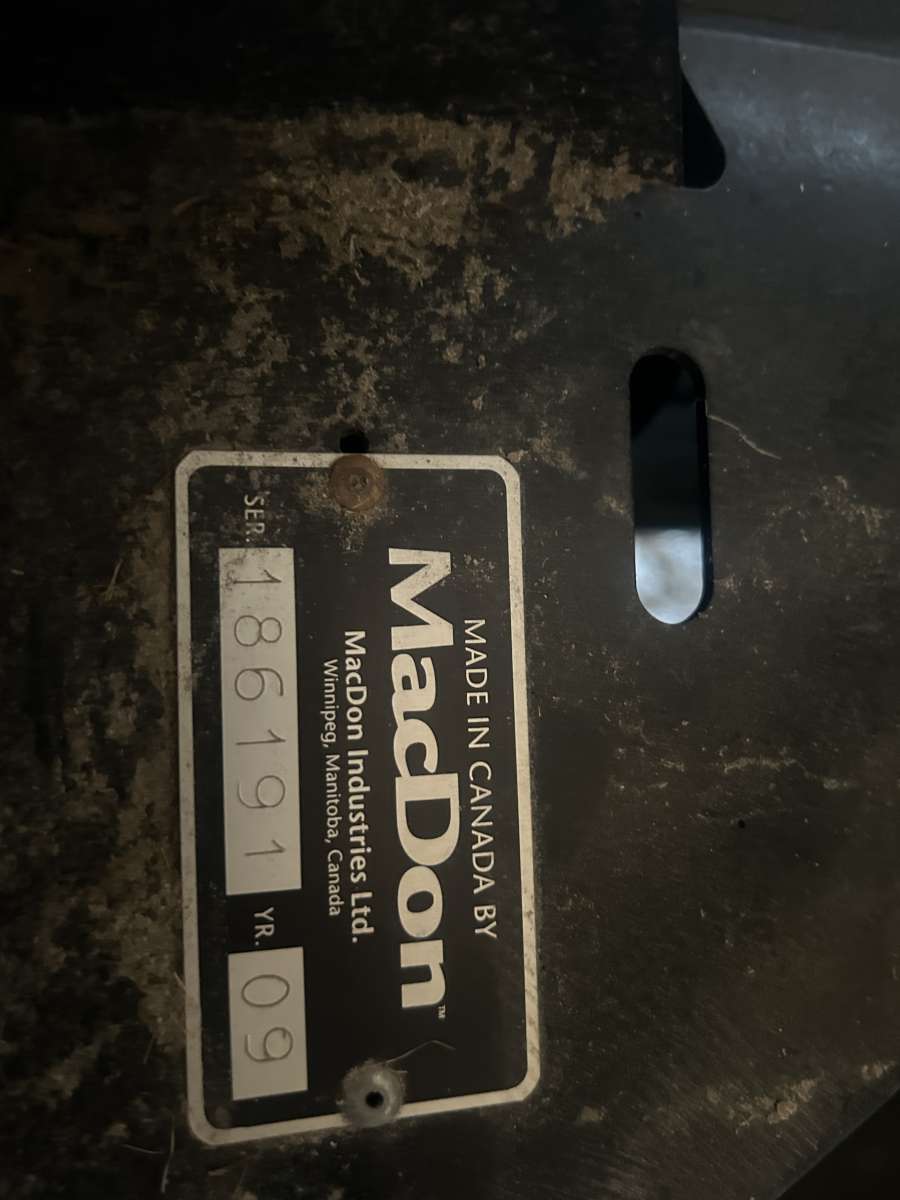 MADE IN CANADA BY
MacDon™
MacDon Industries Ltd.
Winnipeg, Manitoba, Canada
SER. 186191 YR. 09